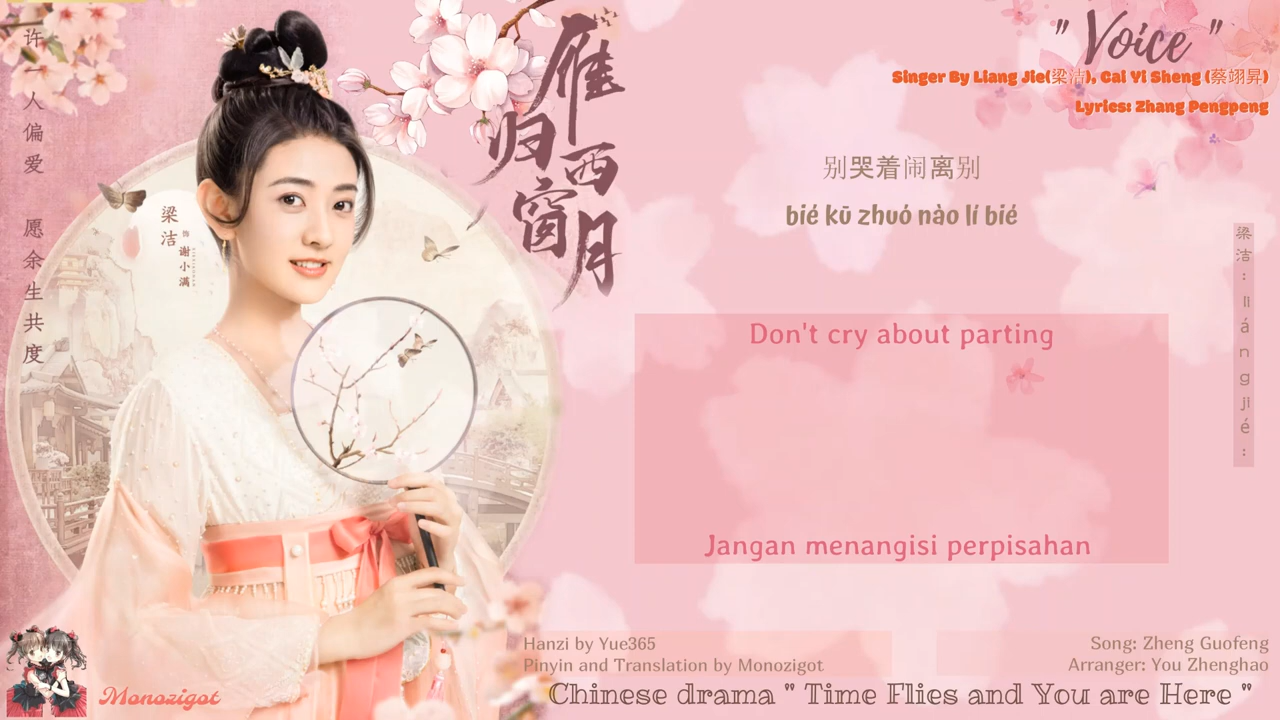 许一人偏爱 愿余生共度
雁归西窗月
梁洁
饰 谢小满
" Voice "
Singer By Liang Jie(梁洁), Cai Yi Sheng (蔡翊昇)
Lyrics: Zhang Pengpeng
别哭着闹离别
bié kū zhuó nào lí bié
梁洁: liáng jié:
Don't cry about parting
Jangan menangisi perpisahan
Hanzi by Yue365
Pinyin and Translation by Monozigot
Song: Zheng Guofeng
Arranger: You Zhenghao
Monozigot
Chinese drama " Time Flies and You are Here "